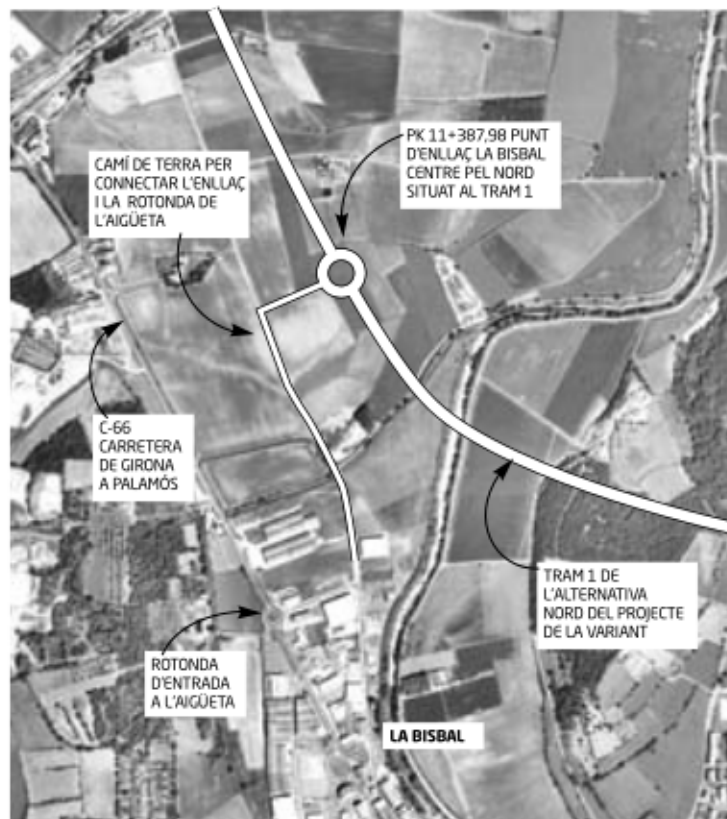 PK 11+387,98 PUNT
D'ENLLAÇ LA BISBAL
CENTRE PEL NORD
SITUAT AL TRAM 1
CAMÍ DE TERRA PER
CONNECTAR L'ENLLAÇ
I LA ROTONDA DE
L'AIGÜETA
C-66
CARRETERA
DE GIRONA
A PALAMÓS
TRAM 1 DE
L'ALTERNATIVA
NORD DEL PROJECTE
DE LA VARIANT
ROTONDA
D'ENTRADA
A L'AIGÜETA
LA BISBAL